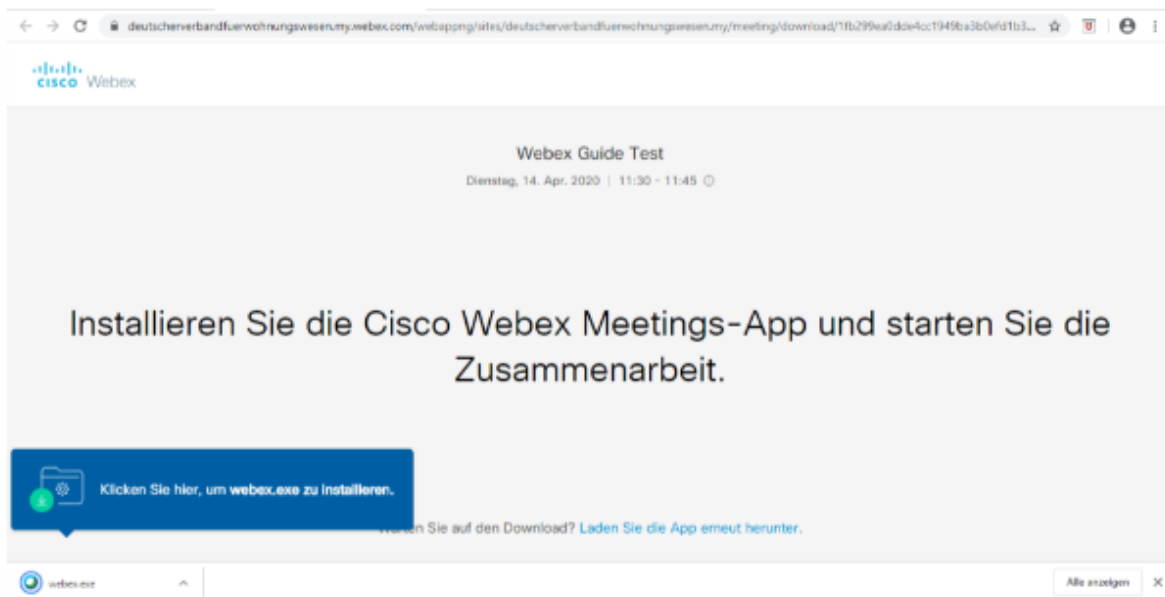 deutscherverbandfuerwohnungswesen.my.webex.com/webappng/sites/deutscherverbandfuerwohnungswesen.my/meeting/download/1fb299ea0dde4cc1949ba3b0efd1b3...
cisco Webex
Webex Guide Test
Dienstag, 14. Apr. 2020 | 11:30 - 11:45
Installieren Sie die Cisco Webex Meetings-App und starten Sie die
Zusammenarbeit.
Klicken Sie hier, um webex.exe zu installieren.
Sie auf den Download? Laden Sie die App erneut herunter.
webex.exe
Alle anzeigen